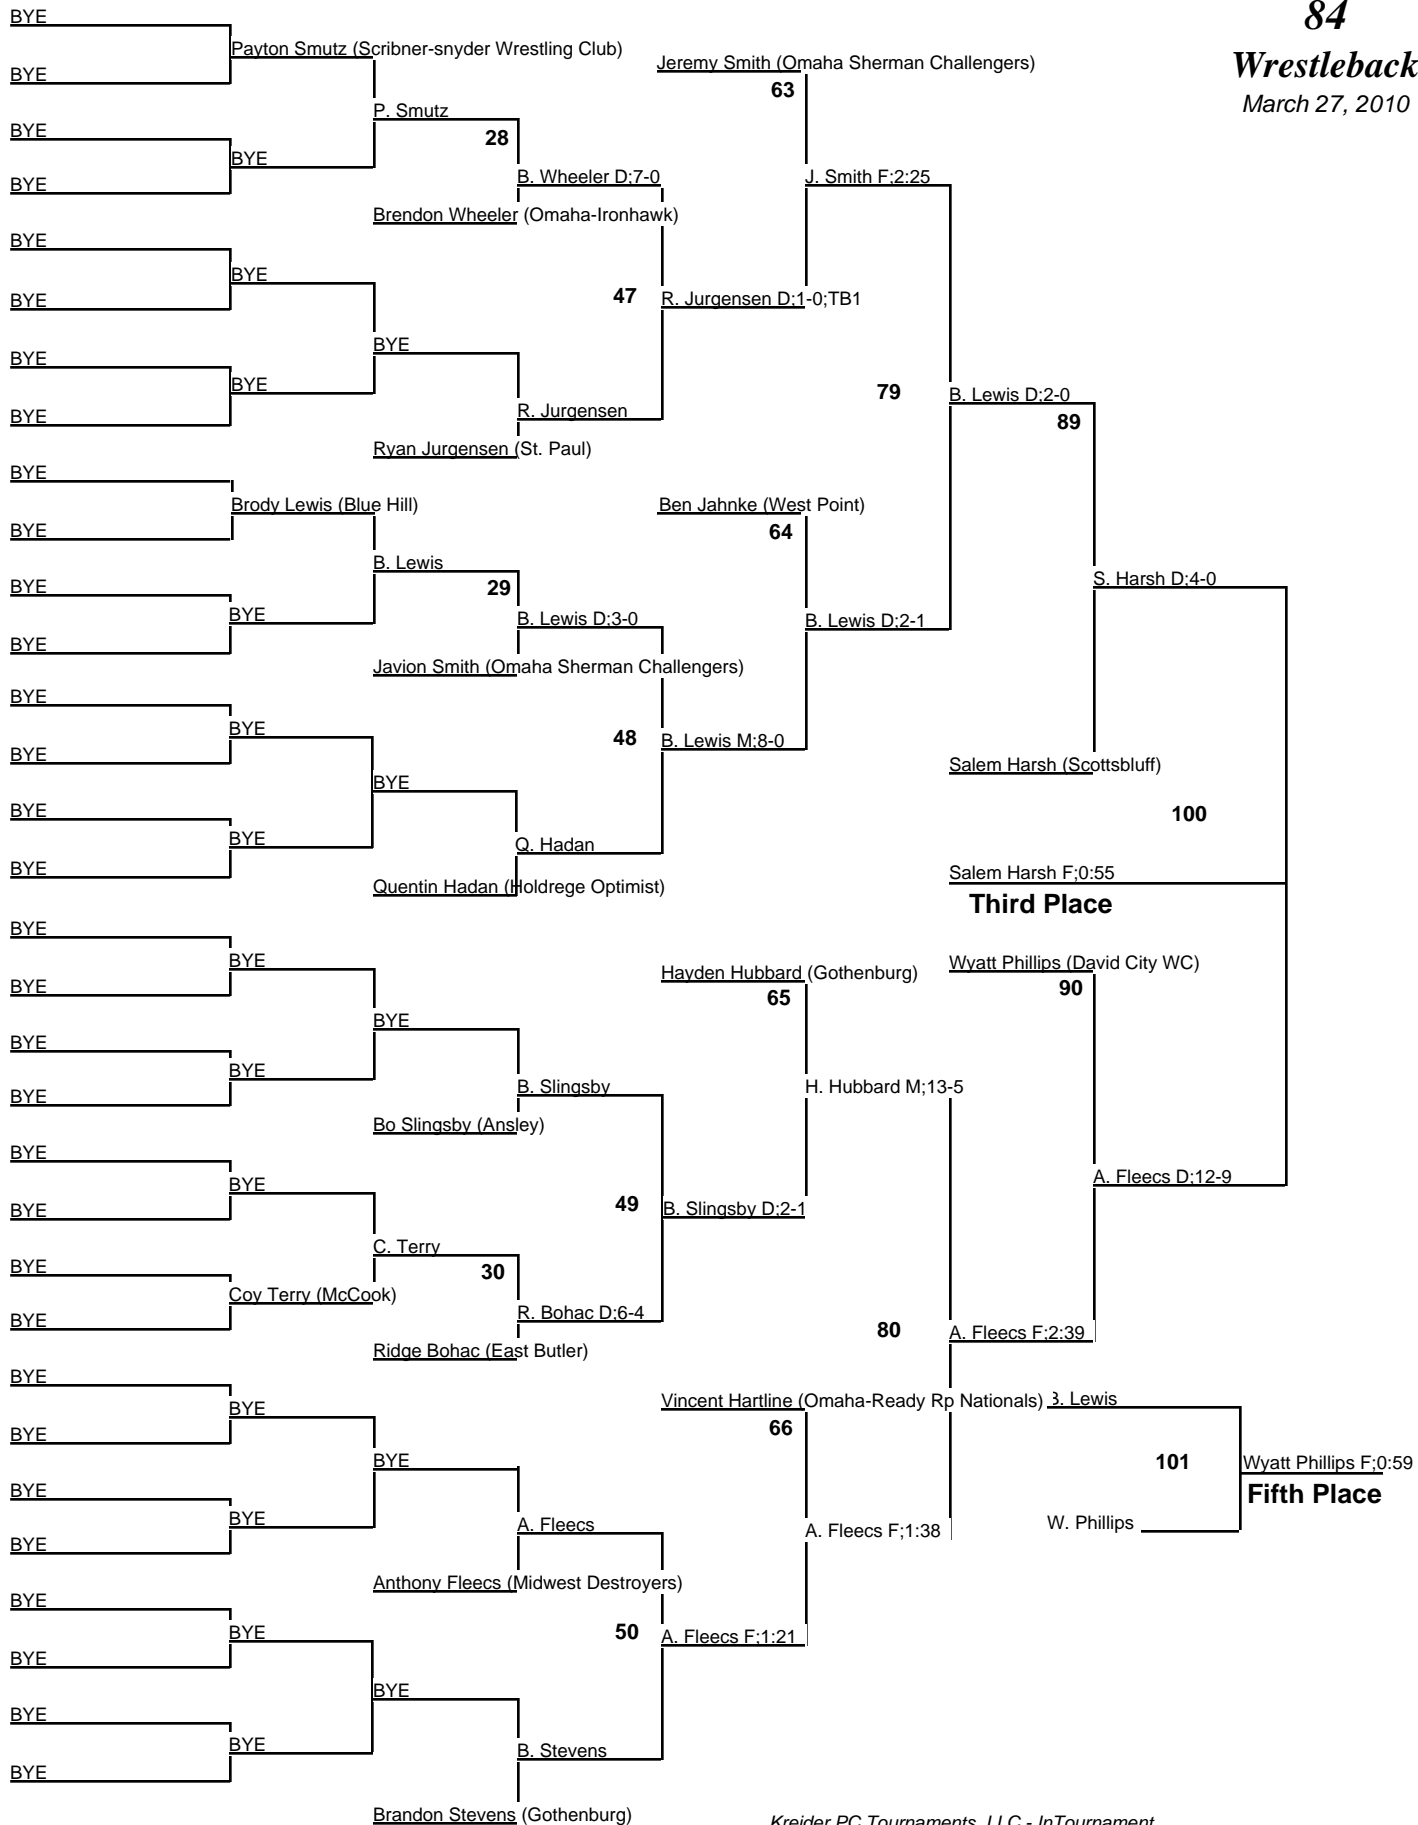 84
Wrestleback
March 27, 2010
BYE
Payton Smutz (Scribner-snyder Wrestling Club)
Jeremy Smith (Omaha Sherman Challengers)
BYE
63
P. Smutz
BYE
28
BYE
B. Wheeler D;7-0
J. Smith F;2:25
BYE
Brendon Wheeler (Omaha-Ironhawk)
BYE
BYE
47
R. Jurgensen D;1-0;TB1
BYE
BYE
BYE
BYE
79
B. Lewis D;2-0
R. Jurgensen
BYE
89
Ryan Jurgensen (St. Paul)
BYE
Brody Lewis (Blue Hill)
Ben Jahnke (West Point)
BYE
64
B. Lewis
S. Harsh D;4-0
BYE
29
BYE
B. Lewis D;3-0
B. Lewis D;2-1
BYE
Javion Smith (Omaha Sherman Challengers)
BYE
BYE
48
B. Lewis M;8-0
BYE
Salem Harsh (Scottsbluff)
BYE
BYE
100
BYE
Q. Hadan
BYE
Salem Harsh F;0:55
Quentin Hadan (Holdrege Optimist)
Third Place
BYE
BYE
Hayden Hubbard (Gothenburg)
Wyatt Phillips (David City WC)
BYE
65
90
BYE
BYE
BYE
B. Slingsby
H. Hubbard M;13-5
BYE
Bo Slingsby (Ansley)
BYE
BYE
A. Fleecs D;12-9
49
B. Slingsby D;2-1
BYE
C. Terry
BYE
30
Coy Terry (McCook)
BYE
R. Bohac D;6-4
80
A. Fleecs F;2:39
Ridge Bohac (East Butler)
BYE
BYE
Vincent Hartline (Omaha-Ready Rp Nationals)
Lewis
BYE
66
BYE
101
Wyatt Phillips F;0:59
BYE
Fifth Place
BYE
A. Fleecs
A. Fleecs F;1:38
W. Phillips
BYE
Anthony Fleecs (Midwest Destroyers)
BYE
BYE
50
A. Fleecs F;1:21
BYE
BYE
BYE
BYE
B. Stevens
BYE
Brandon Stevens (Gothenburg)
Kreider PC Tournaments, LLC - InTournament